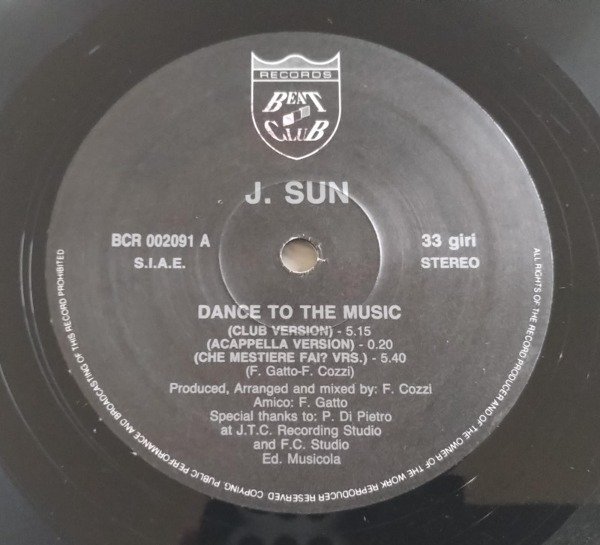 RECORDS
BEAT
CLUB
J. SUN
BCR 002091 A
33 giri
S.I.A.E.
STEREO
DANCE TO THE MUSIC
(CLUB VERSION) - 5.15
(ACAPPELLA VERSION) - 0.20
(CHE MESTIERE FAI? VRS.) - 5.40
(F. Gatto-F. Cozzi)
Produced, Arranged and mixed by: F. Cozzi
Amico: F. Gatto
Special thanks to: P. Di Pietro
at J.T.C. Recording Studio
and F.C. Studio
Ed. Musicola
ALL RIGHTS OF THE RECORD PRODUCER AND OF THE OWNER OF THE WORK REPRODUCER RESERVED. COPYING, PUBLIC PERFORMANCE AND BROADCASTING OF THIS RECORD PROHIBITED